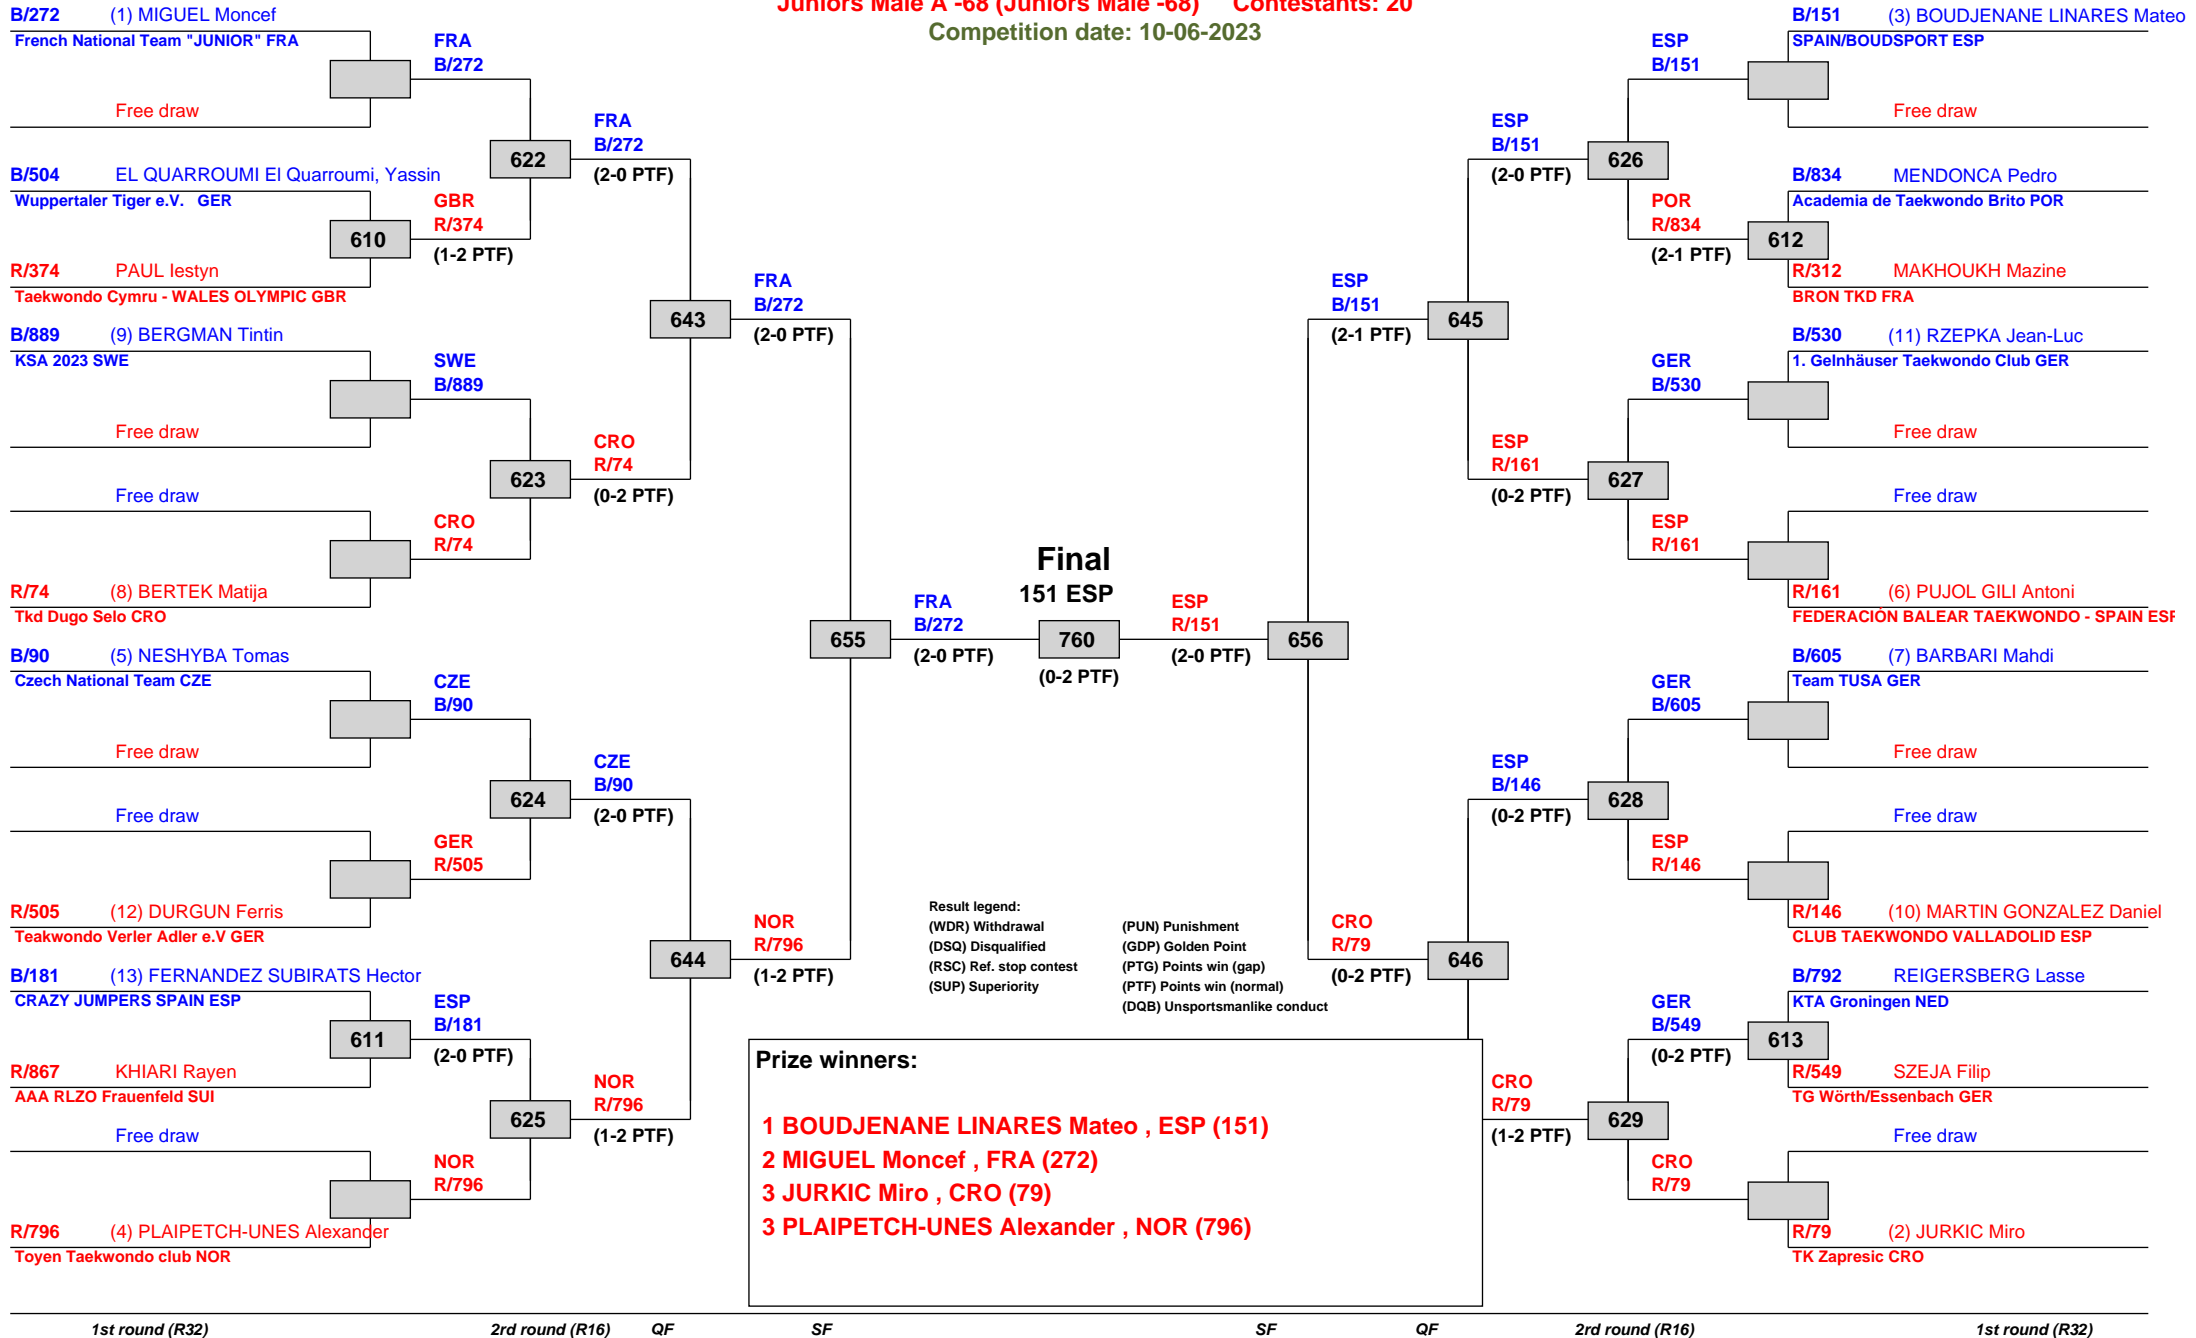 Juniors Male A -68 (Juniors Male -68) Contestants: 20
Competition date: 10-06-2023
B/272 (1) MIGUEL Moncef
French National Team "JUNIOR" FRA
Free draw
B/504 EL QUARROUMI El Quarroumi, Yassin
Wuppertaler Tiger e.V. GER
610
R/374 PAUL Iestyn
Taekwondo Cymru - WALES OLYMPIC GBR
B/889 (9) BERGMAN Tintin
KSA 2023 SWE
Free draw
Free draw
R/74 (8) BERTEK Matija
Tkd Dugo Selo CRO
B/90 (5) NESHYBA Tomas
Czech National Team CZE
Free draw
Free draw
R/505 (12) DURGUN Ferris
Teakwondo Verler Adler e.V GER
B/181 (13) FERNANDEZ SUBIRATS Hector
CRAZY JUMPERS SPAIN ESP
611
R/867 KHIARI Rayen
AAA RLZO Frauenfeld SUI
Free draw
R/796 (4) PLAIPETCH-UNES Alexander
Toyen Taekwondo club NOR
FRA
B/272
622
GBR
R/374
(1-2 PTF)
SWE
B/889
623
CRO
R/74
CZE
B/90
624
GER
R/505
ESP
B/181
(2-0 PTF)
625
NOR
R/796
FRA
B/272
(2-0 PTF)
643
CRO
R/74
(0-2 PTF)
CZE
B/90
(2-0 PTF)
644
NOR
R/796
(1-2 PTF)
FRA
B/272
(2-0 PTF)
655
NOR
R/796
(1-2 PTF)
FRA
B/272
(2-0 PTF)
Final
151 ESP
760
(0-2 PTF)
ESP
R/151
(2-0 PTF)
ESP
B/151
(2-1 PTF)
656
CRO
R/79
(0-2 PTF)
ESP
B/151
(2-0 PTF)
645
ESP
R/161
(0-2 PTF)
ESP
B/146
(0-2 PTF)
646
CRO
R/79
(1-2 PTF)
ESP
B/151
626
POR
R/834
(2-1 PTF)
GER
B/530
627
ESP
R/161
GER
B/605
628
ESP
R/146
GER
B/549
(0-2 PTF)
629
CRO
R/79
B/151 (3) BOUDJENANE LINARES Mateo
SPAIN/BOUDSPORT ESP
Free draw
B/834 MENDONCA Pedro
Academia de Taekwondo Brito POR
612
R/312 MAKHOUKH Mazine
BRON TKD FRA
B/530 (11) RZEPKA Jean-Luc
1. Gelnhäuser Taekwondo Club GER
Free draw
Free draw
R/161 (6) PUJOL GILI Antoni
FEDERACIÓN BALEAR TAEKWONDO - SPAIN ESP
B/605 (7) BARBARI Mahdi
Team TUSA GER
Free draw
Free draw
R/146 (10) MARTIN GONZALEZ Daniel
CLUB TAEKWONDO VALLADOLID ESP
B/792 REIGERSBERG Lasse
KTA Groningen NED
613
R/549 SZEJA Filip
TG Wörth/Essenbach GER
Free draw
R/79 (2) JURKIC Miro
TK Zapresic CRO
Result legend:
(WDR) Withdrawal (PUN) Punishment
(DSQ) Disqualified (GDP) Golden Point
(RSC) Ref. stop contest (PTG) Points win (gap)
(SUP) Superiority (PTF) Points win (normal)
(DQB) Unsportsmanlike conduct
Prize winners:
1 BOUDJENANE LINARES Mateo , ESP (151)
2 MIGUEL Moncef , FRA (272)
3 JURKIC Miro , CRO (79)
3 PLAIPETCH-UNES Alexander , NOR (796)
1st round (R32) 2rd round (R16) QF SF SF QF 2rd round (R16) 1st round (R32)